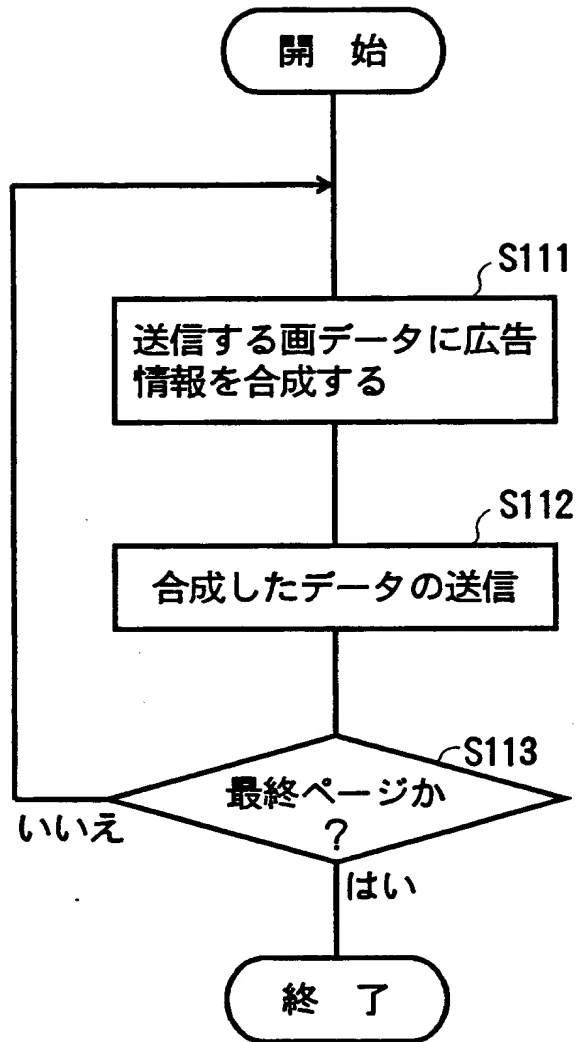 開 始
S111
送信する画データに広告
情報を合成する
S112
合成したデータの送信
S113
最終ページか
?
いいえ
はい
終 了